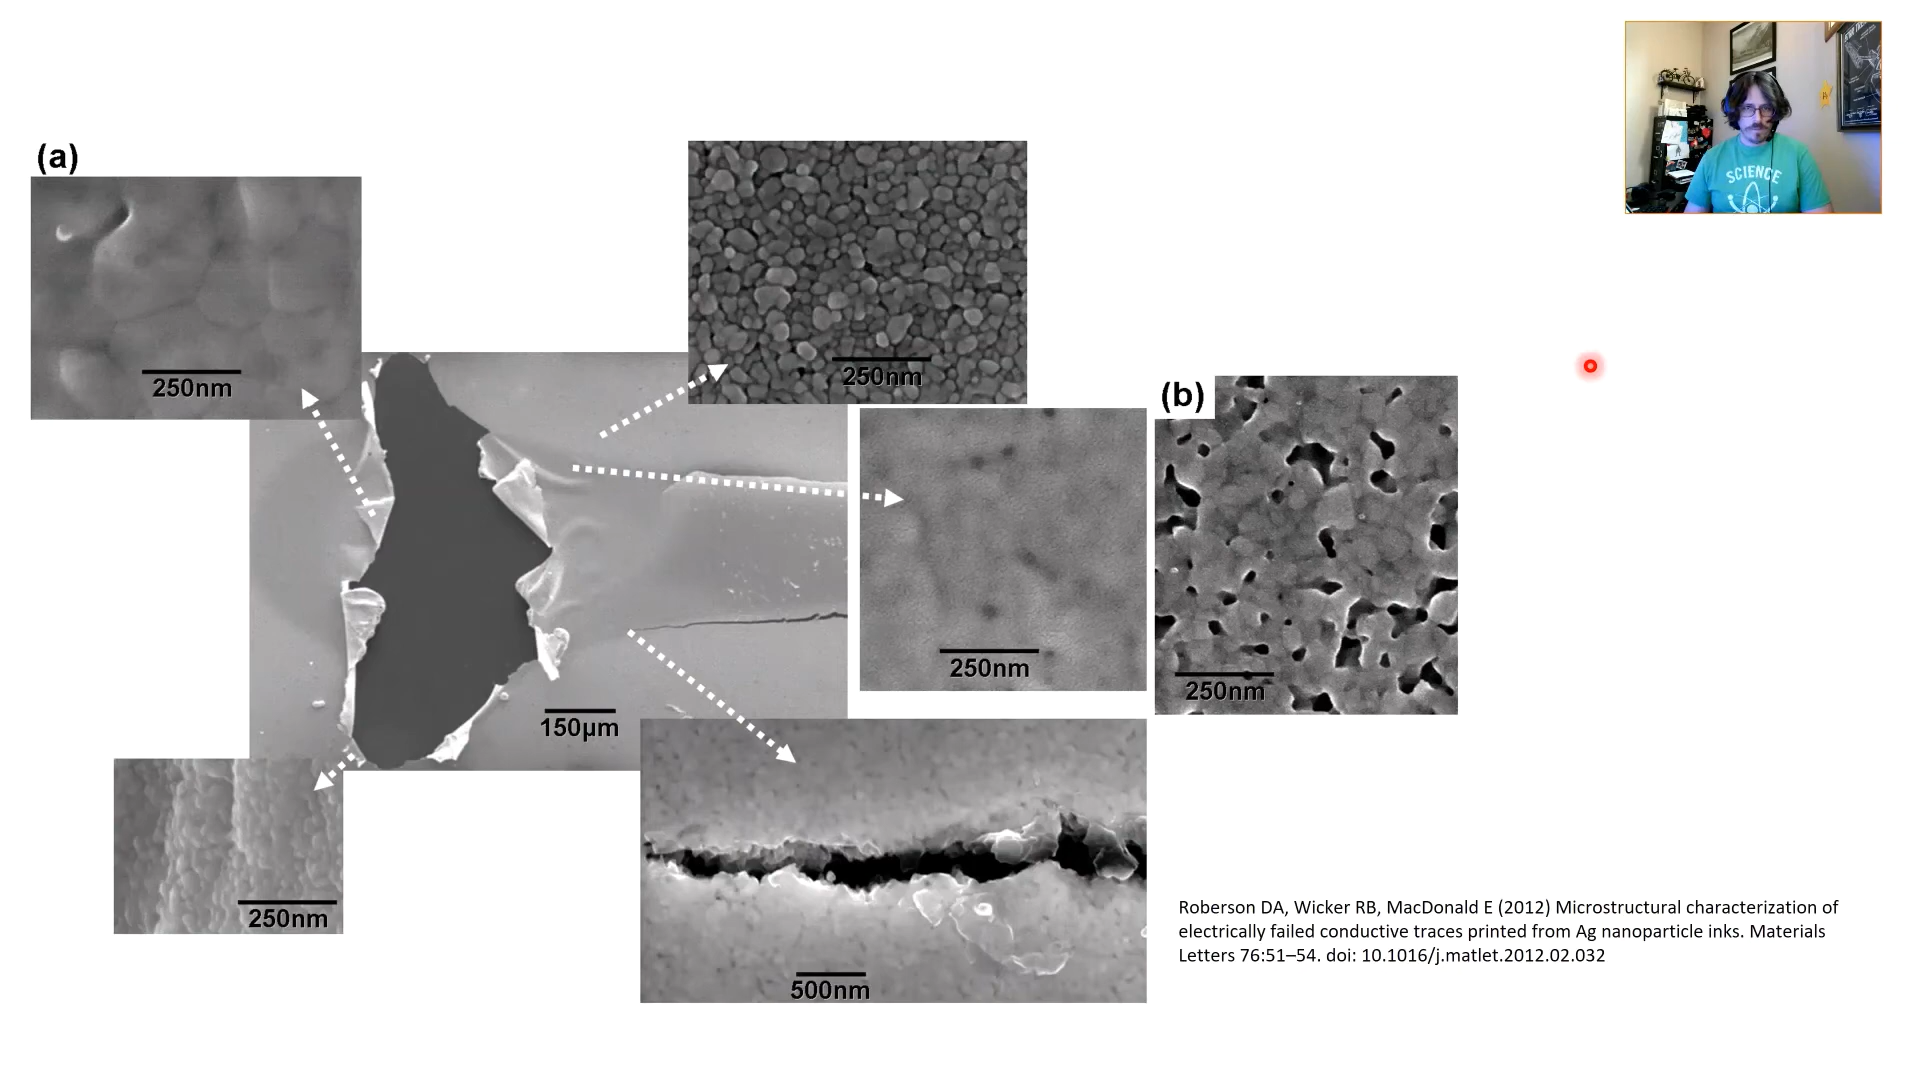 (a)
250nm
250nm
(b)
250nm
250nm
150µm
250nm
500nm
SCIENCE
Roberson DA, Wicker RB, MacDonald E (2012) Microstructural characterization of
electrically failed conductive traces printed from Ag nanoparticle inks. Materials
Letters 76:51–54. doi: 10.1016/j.matlet.2012.02.032